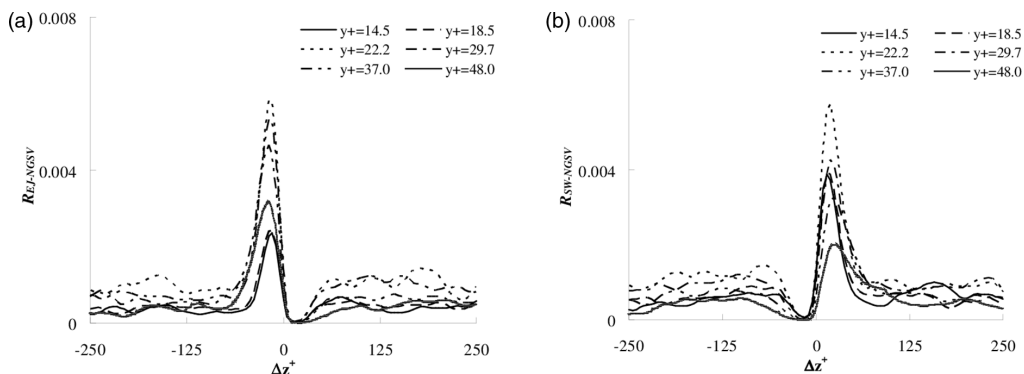 (a)
0.008
y+=14.5 y+=18.5
y+=22.2 y+=29.7
y+=37.0 y+=48.0
R_EJ-NGSV
0.004
0
-250 -125 0 125 250
Δz+
(b)
0.008
y+=14.5 y+=18.5
y+=22.2 y+=29.7
y+=37.0 y+=48.0
R_SW-NGSV
0.004
0
-250 -125 0 125 250
Δz+